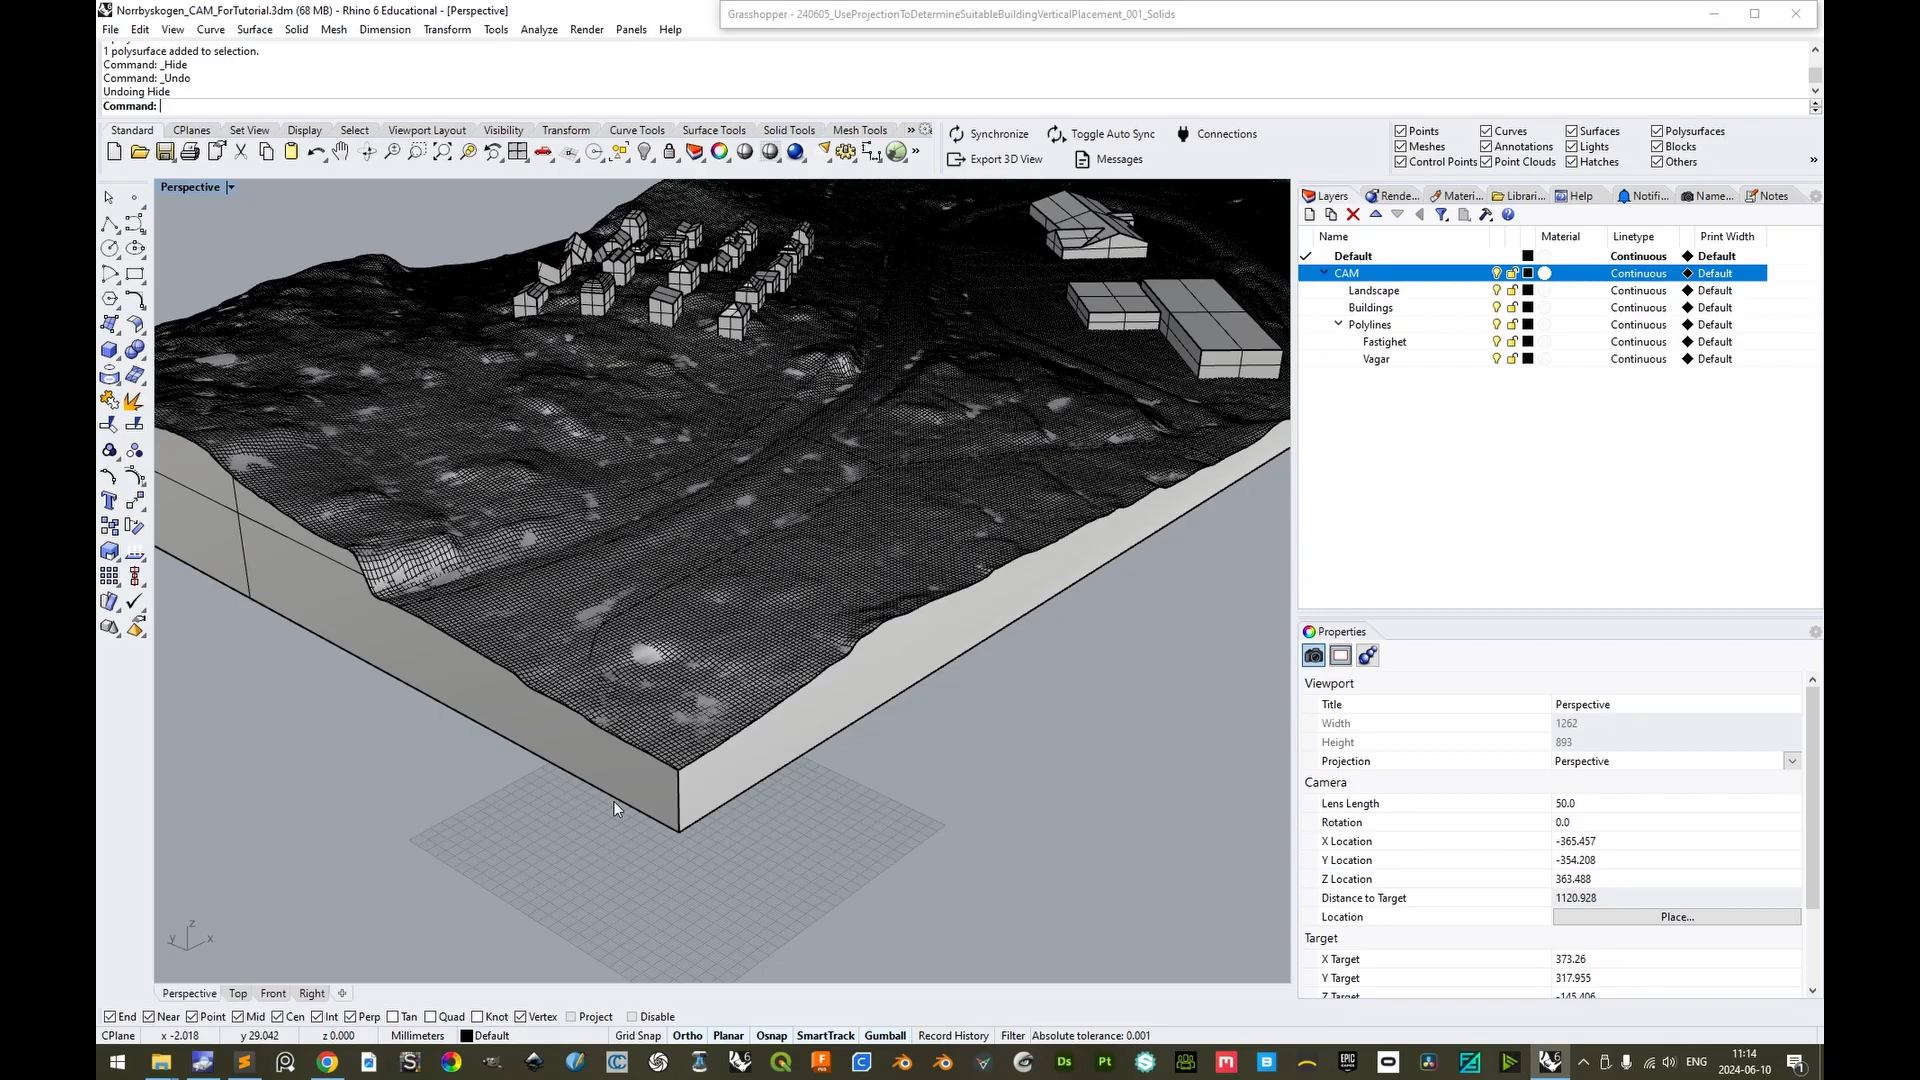 Norrbyskogen_CAM_ForTutorial.3dm (68 MB) - Rhino 6 Educational - [Perspective]
Grasshopper - 240605_UseProjectionToDetermineSuitableBuildingVerticalPlacement_001_Solids
File Edit View Curve Surface Solid Mesh Dimension Transform Tools Analyze Render Panels Help
1 polysurface added to selection.
Command: _Hide
Command: _Undo
Undoing Hide
Command:
Standard CPlanes Set View Display Select Viewport Layout Visibility Transform Curve Tools Surface Tools Solid Tools Mesh Tools »
Synchronize Toggle Auto Sync Connections
Export 3D View Messages
Points Curves Surfaces Polysurfaces
Meshes Annotations Lights Blocks
Control Points Point Clouds Hatches Others
Perspective
Layers Rende... Materi... Librari... Help Notifi... Name... Notes
Name Material Linetype Print Width
Default Continuous Default
CAM Continuous Default
Landscape Continuous Default
Buildings Continuous Default
Polylines Continuous Default
Fastighet Continuous Default
Vagar Continuous Default
Properties
Viewport
Title Perspective
Width 1262
Height 893
Projection Perspective
Camera
Lens Length 50.0
Rotation 0.0
X Location -365.457
Y Location -354.208
Z Location 363.488
Distance to Target 1120.928
Location Place...
Target
X Target 373.26
Y Target 317.955
Z Target -145.406
z
y x
Perspective Top Front Right
End Near Point Mid Cen Int Perp Tan Quad Knot Vertex Project Disable
CPlane x -2.018 y 29.042 z 0.000 Millimeters Default Grid Snap Ortho Planar Osnap SmartTrack Gumball Record History Filter Absolute tolerance: 0.001
Ds Pt ENG 11:14
2024-06-10